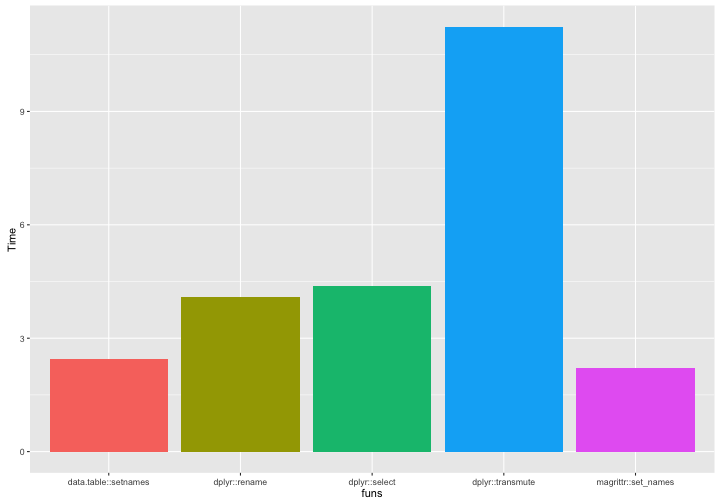 Time
9
6
3
0
data.table::setnames
dplyr::rename
dplyr::select
dplyr::transmute
magrittr::set_names
funs